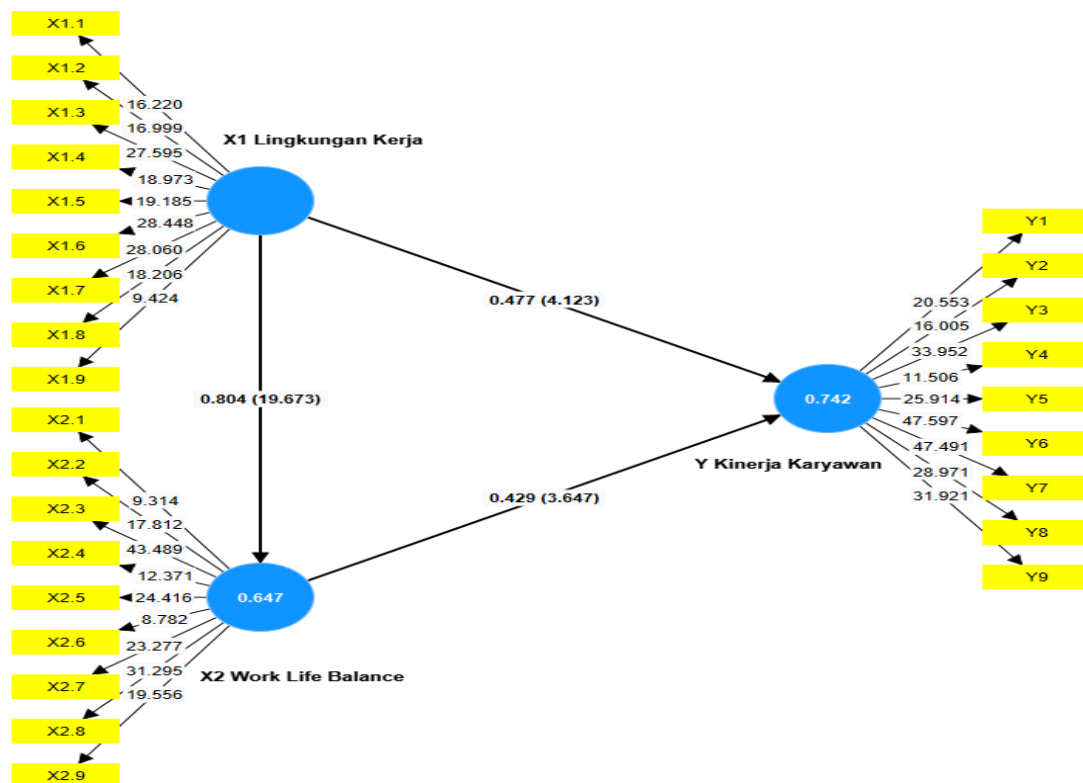 X1.1
X1.2
X1.3
X1.4
X1.5
X1.6
X1.7
X1.8
X1.9
16.220
16.999
27.595
18.973
19.185
28.448
28.060
18.206
9.424
X1 Lingkungan Kerja
0.477 (4.123)
0.804 (19.673)
X2.1
X2.2
X2.3
X2.4
X2.5
X2.6
X2.7
X2.8
X2.9
9.314
17.812
43.489
12.371
24.416
8.782
23.277
31.295
19.556
0.647
X2 Work Life Balance
0.429 (3.647)
0.742
Y Kinerja Karyawan
20.553
16.005
33.952
11.506
25.914
47.597
47.491
28.971
31.921
Y1
Y2
Y3
Y4
Y5
Y6
Y7
Y8
Y9